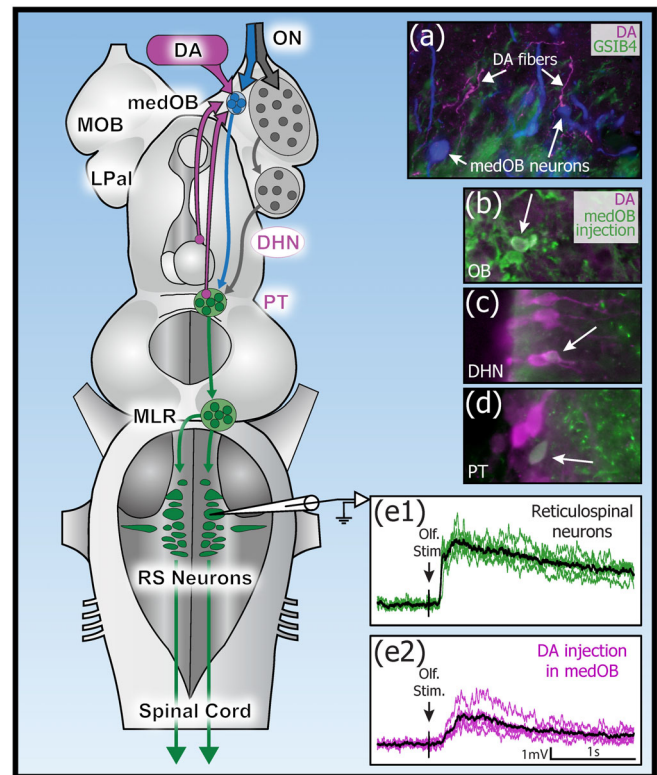 DA
ON
medOB
MOB
LPal
DHN
PT
MLR
RS Neurons
Spinal Cord
(a)
DA
GSIB4
DA fibers
medOB neurons
(b)
DA
medOB
injection
OB
(c)
DHN
(d)
PT
(e1)
Reticulospinal
neurons
Olf.
Stim.
(e2)
DA injection
in medOB
Olf.
Stim.
1mV
1s